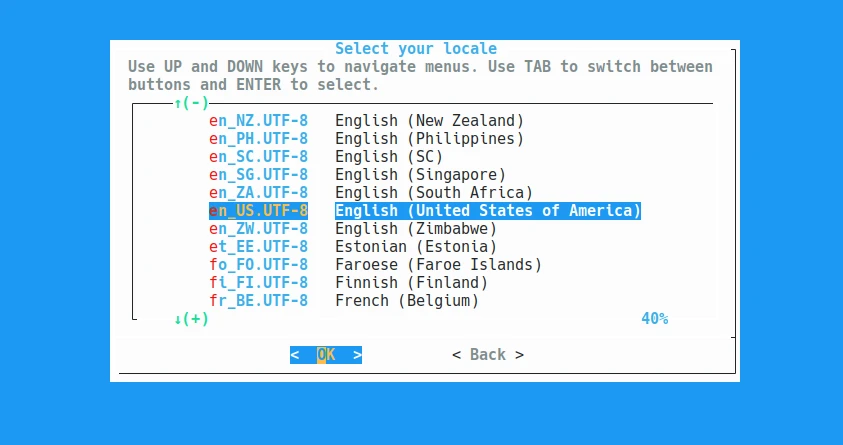 Select your locale
Use UP and DOWN keys to navigate menus. Use TAB to switch between
buttons and ENTER to select.
↑(-)
en_NZ.UTF-8 English (New Zealand)
en_PH.UTF-8 English (Philippines)
en_SC.UTF-8 English (SC)
en_SG.UTF-8 English (Singapore)
en_ZA.UTF-8 English (South Africa)
en_US.UTF-8 English (United States of America)
en_ZW.UTF-8 English (Zimbabwe)
et_EE.UTF-8 Estonian (Estonia)
fo_FO.UTF-8 Faroese (Faroe Islands)
fi_FI.UTF-8 Finnish (Finland)
fr_BE.UTF-8 French (Belgium)
↓(+) 40%
< OK > < Back >